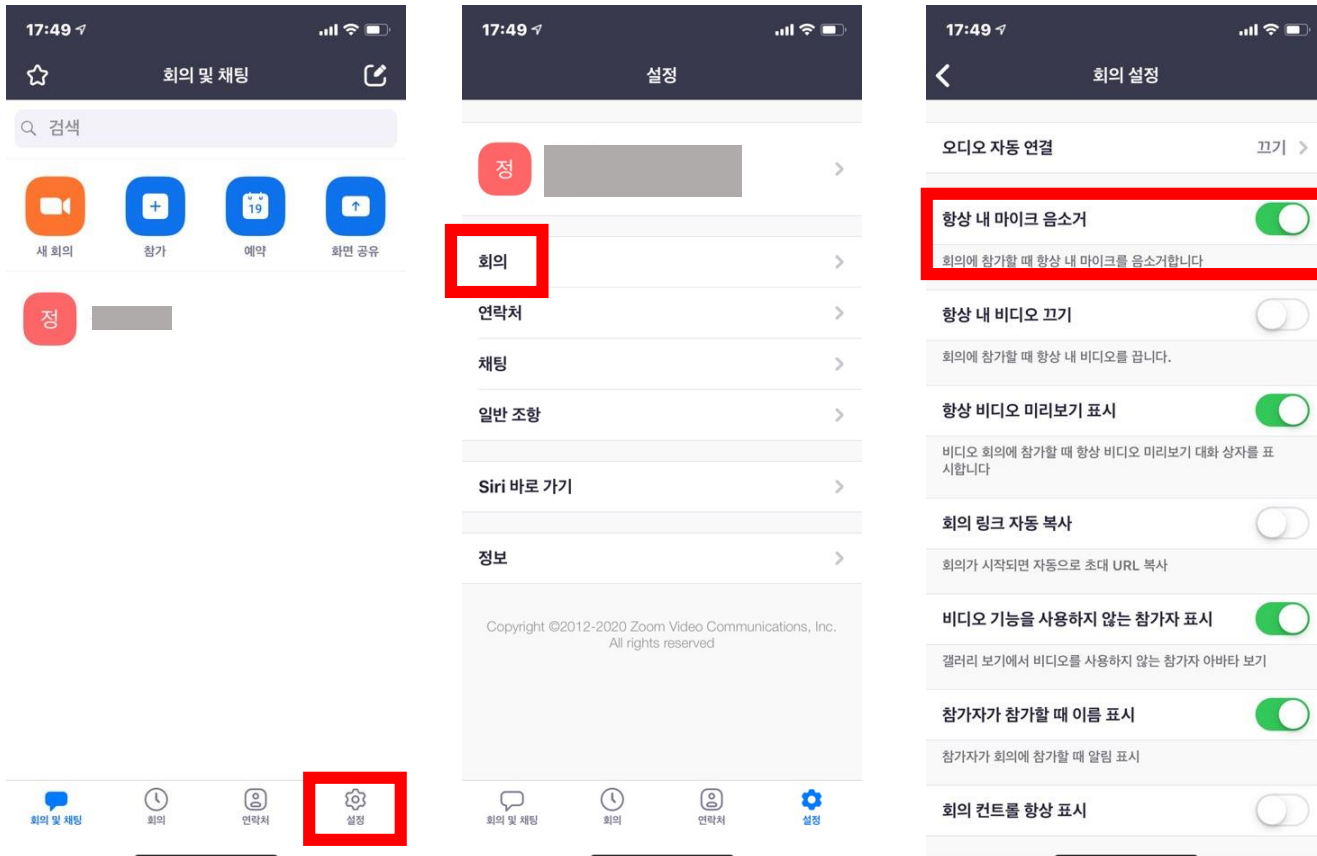 17:49
회의 및 채팅
검색
19
새 회의
참가
예약
화면 공유
정
회의 및 채팅
회의
연락처
설정
17:49
설정
정
회의
연락처
채팅
일반 조항
Siri 바로 가기
정보
Copyright ©2012-2020 Zoom Video Communications, Inc.
All rights reserved
회의 및 채팅
회의
연락처
설정
17:49
회의 설정
오디오 자동 연결
끄기
항상 내 마이크 음소거
회의에 참가할 때 항상 내 마이크를 음소거합니다
항상 내 비디오 끄기
회의에 참가할 때 항상 내 비디오를 끕니다.
항상 비디오 미리보기 표시
비디오 회의에 참가할 때 항상 비디오 미리보기 대화 상자를 표
시합니다
회의 링크 자동 복사
회의가 시작되면 자동으로 초대 URL 복사
비디오 기능을 사용하지 않는 참가자 표시
갤러리 보기에서 비디오를 사용하지 않는 참가자 아바타 보기
참가자가 참가할 때 이름 표시
참가자가 회의에 참가할 때 알림 표시
회의 컨트롤 항상 표시